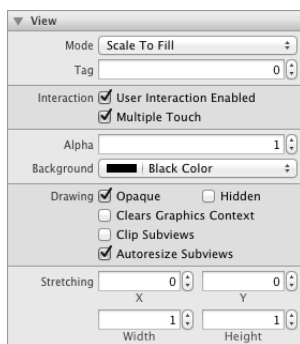 View
Mode Scale To Fill
Tag 0
Interaction User Interaction Enabled
Multiple Touch
Alpha 1
Background Black Color
Drawing Opaque Hidden
Clears Graphics Context
Clip Subviews
Autoresize Subviews
Stretching 0 0
X Y
1 1
Width Height